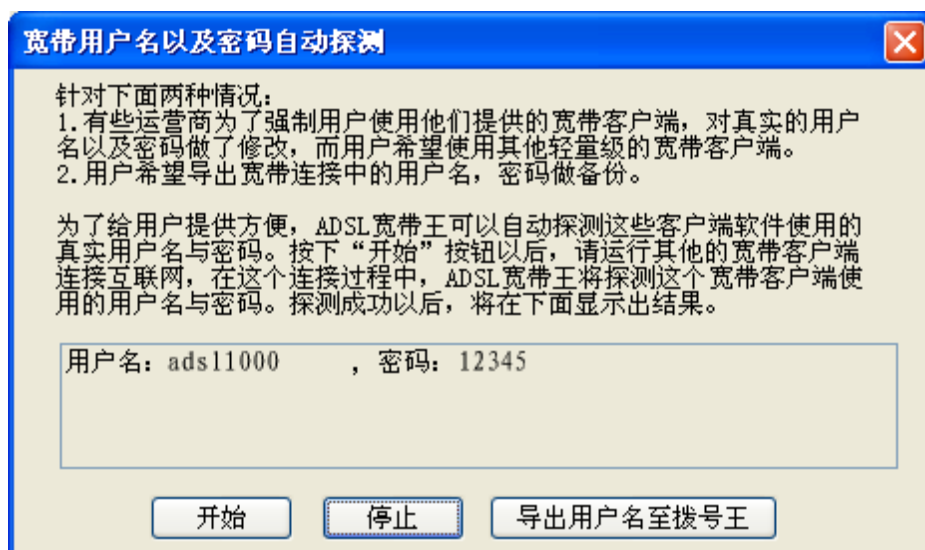 宽带用户名以及密码自动探测
针对下面两种情况：
1.有些运营商为了强制用户使用他们提供的宽带客户端，对真实的用户
名以及密码做了修改，而用户希望使用其他轻量级的宽带客户端。
2.用户希望导出宽带连接中的用户名，密码做备份。
为了给用户提供方便，ADSL宽带王可以自动探测这些客户端软件使用的
真实用户名与密码。按下“开始”按钮以后，请运行其他的宽带客户端
连接互联网，在这个连接过程中，ADSL宽带王将探测这个宽带客户端使
用的用户名与密码。探测成功以后，将在下面显示出结果。
用户名：adsl1000 ，密码：12345
开始 停止 导出用户名至拨号王